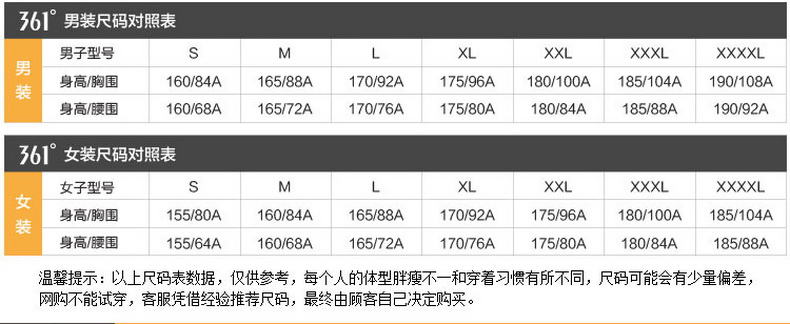 361° 男装尺码对照表
男子型号 S M L XL XXL XXXL XXXXL
男装
身高/胸围 160/84A 165/88A 170/92A 175/96A 180/100A 185/104A 190/108A
身高/腰围 160/68A 165/72A 170/76A 175/80A 180/84A 185/88A 190/92A
361° 女装尺码对照表
女子型号 S M L XL XXL XXXL XXXXL
女装
身高/胸围 155/80A 160/84A 165/88A 170/92A 175/96A 180/100A 185/104A
身高/腰围 155/64A 160/68A 165/72A 170/76A 175/80A 180/84A 185/88A
温馨提示：以上尺码表数据，仅供参考，每个人的体型胖瘦不一和穿着习惯有所不同，尺码可能会有少量偏差，
网购不能试穿，客服凭借经验推荐尺码，最终由顾客自己决定购买。